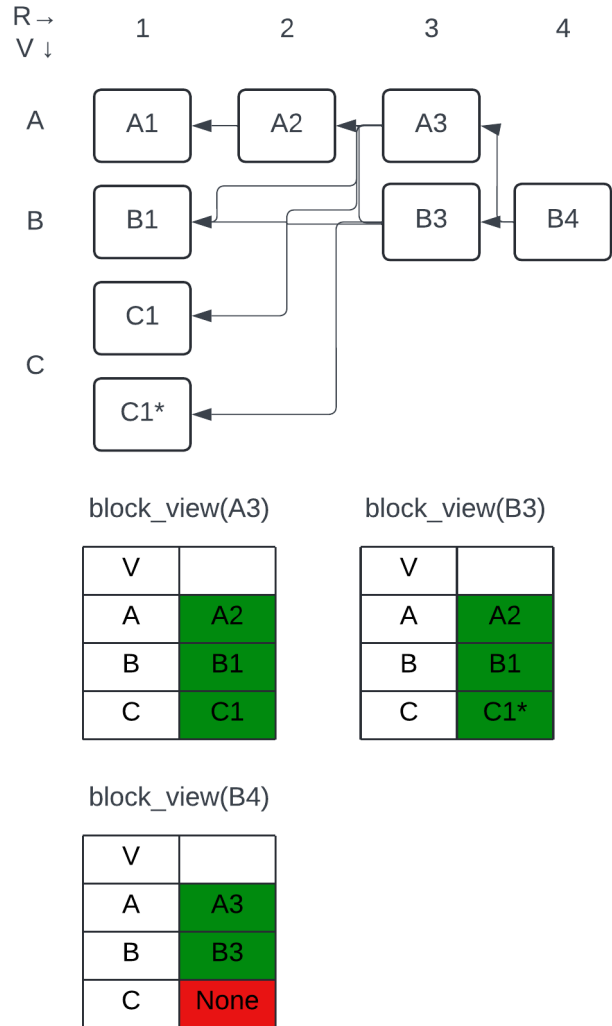 R→ 1 2 3 4
V ↓
A A1 A2 A3
B B1 B3 B4
C1
C
C1*
block_view(A3) block_view(B3)
V V
A A2 A A2
B B1 B B1
C C1 C C1*
block_view(B4)
V
A A3
B B3
C None